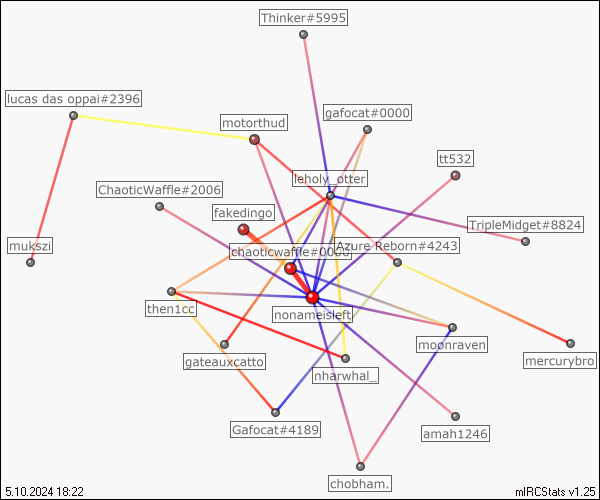 Thinker#5995
lucas das oppai#2396
gafocat#0000
motorthud
tt532
leholy_otter
ChaoticWaffle#2006
fakedingo
TripleMidget#8824
mukszi
chaoticwaffle#0000
Azure Reborn#4243
then1cc
nonameisleft
moonraven
gateauxcatto
mercurybro
nharwhal_
Gafocat#4189
amah1246
chobham.
5.10.2024 18:22
mIRCStats v1.25